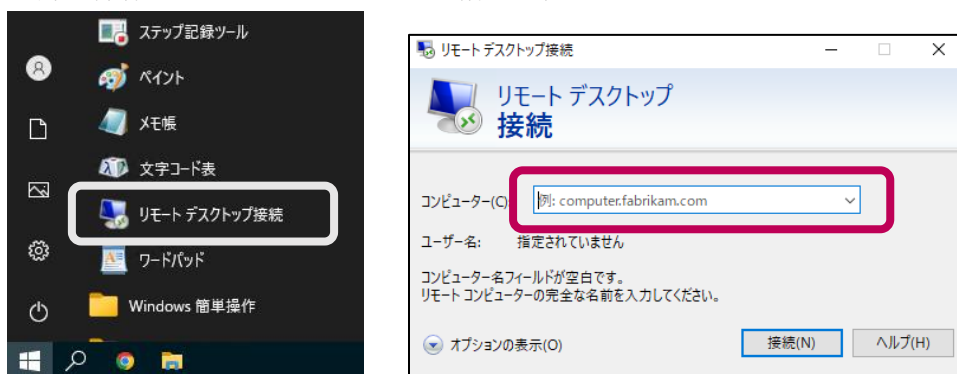 ステップ記録ツール
ペイント
メモ帳
文字コード表
リモート デスクトップ接続
ワードパッド
Windows 簡単操作
リモート デスクトップ接続
リモート デスクトップ
接続
コンピューター(C):
例: computer.fabrikam.com
ユーザー名: 指定されていません
コンピューター名フィールドが空白です。
リモート コンピューターの完全な名前を入力してください。
オプションの表示(O)
接続(N)
ヘルプ(H)